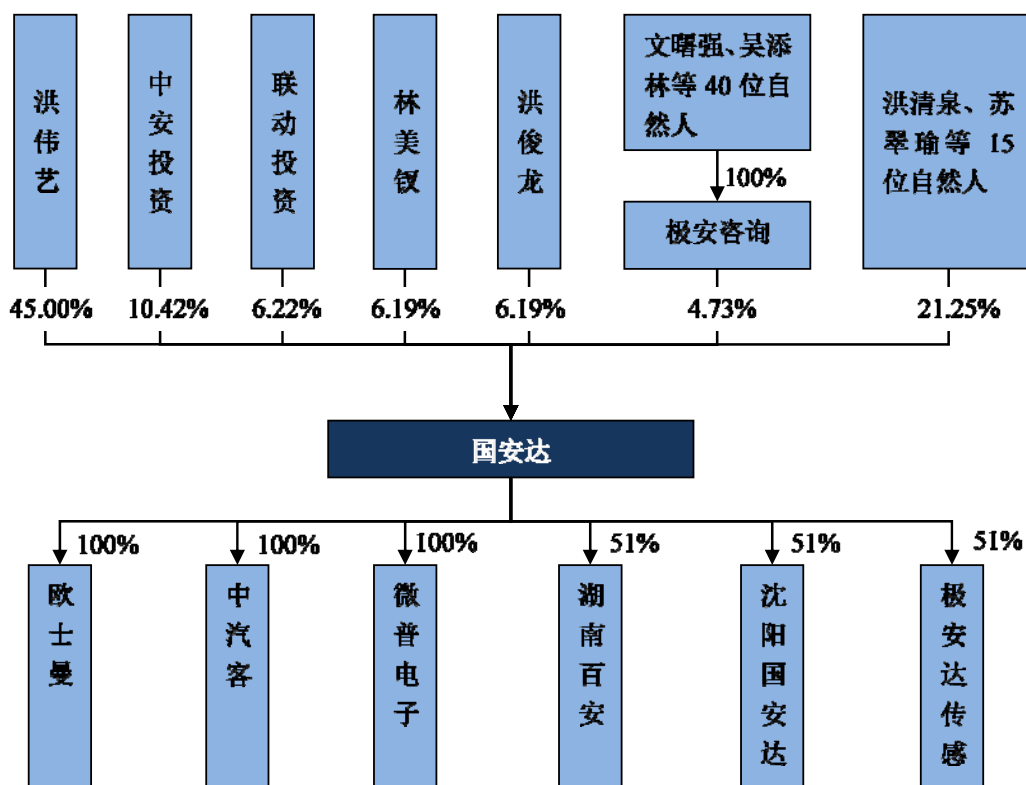 洪伟艺
中安投资
联动投资
林美钗
洪俊龙
文曙强、吴添
林等 40 位自
然人
100%
极安咨询
洪清泉、苏
翠瑜等 15
位自然人
45.00%
10.42%
6.22%
6.19%
6.19%
4.73%
21.25%
国安达
100%
100%
100%
51%
51%
51%
欧士曼
中汽客
微普电子
湖南百安
沈阳国安达
极安达传感